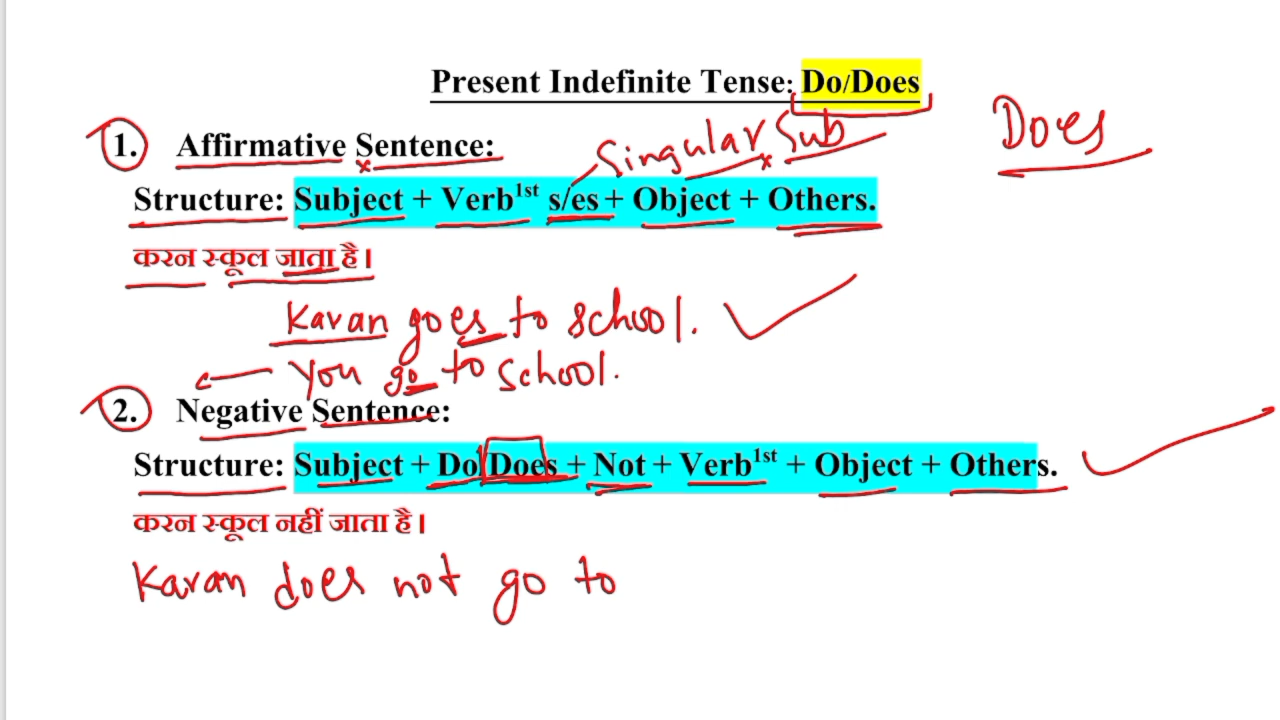 Present Indefinite Tense: Do/Does
Does
1. Affirmative Sentence:
Singular Sub
Structure: Subject + Verb1st s/es + Object + Others.
करन स्कूल जाता है।
Karan goes to school.
You go to school.
2. Negative Sentence:
Structure: Subject + Do/Does + Not + Verb1st + Object + Others.
करन स्कूल नहीं जाता है।
Karan does not go to